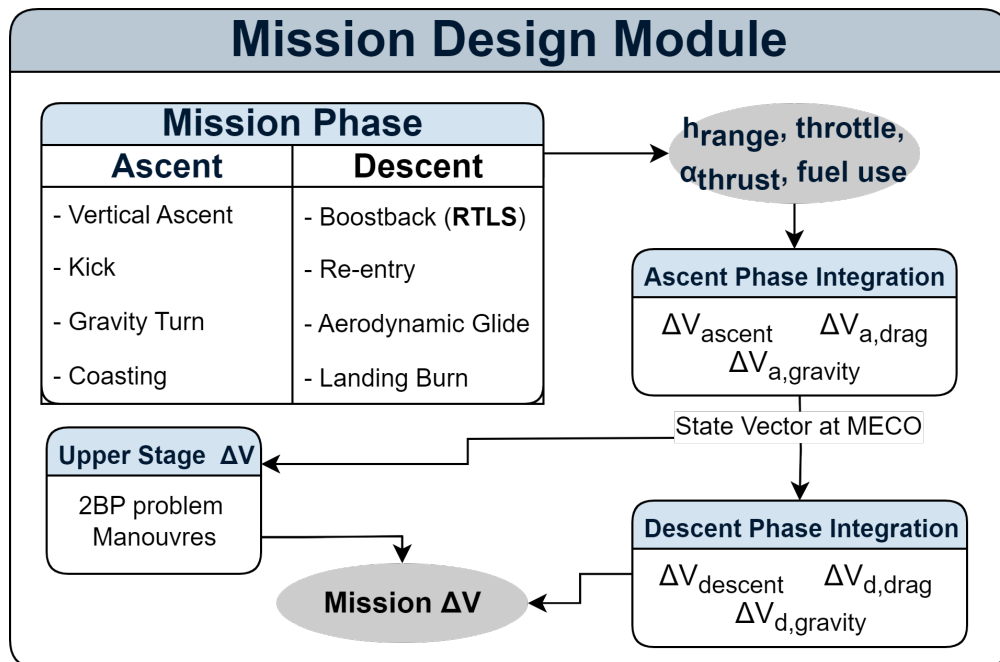 Mission Design Module
Mission Phase
Ascent
Descent
- Vertical Ascent
- Kick
- Gravity Turn
- Coasting
- Boostback (RTLS)
- Re-entry
- Aerodynamic Glide
- Landing Burn
hrange, throttle,
αthrust, fuel use
Ascent Phase Integration
ΔVascent ΔVa,drag
ΔVa,gravity
State Vector at MECO
Upper Stage ΔV
2BP problem
Manouvres
Descent Phase Integration
ΔVdescent ΔVd,drag
ΔVd,gravity
Mission ΔV